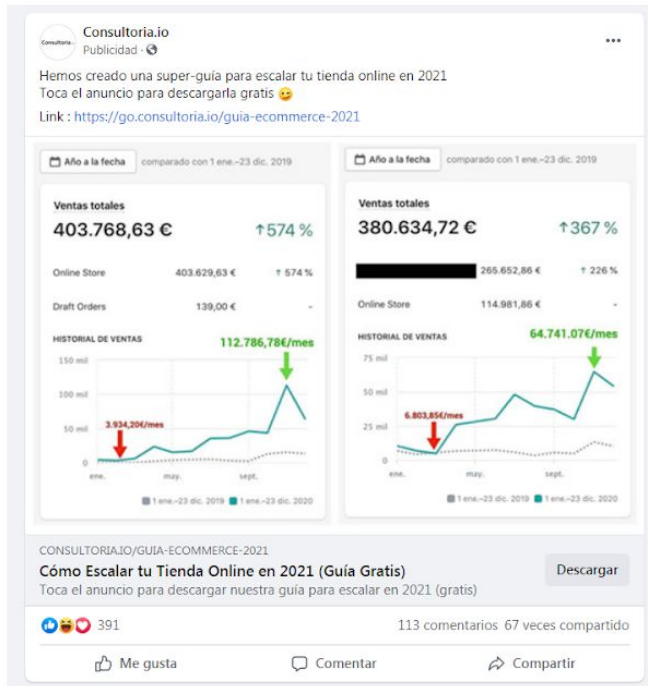 Consultoria.io
Consultoria...
Publicidad ·
Hemos creado una super-guía para escalar tu tienda online en 2021
Toca el anuncio para descargarla gratis 😉
Link : https://go.consultoria.io/guia-ecommerce-2021
Año a la fecha comparado con 1 ene.–23 dic. 2019
Ventas totales
403.768,63 € ↑574 %
Online Store 403.629,63 € ↑ 574 %
Draft Orders 139,00 € -
HISTORIAL DE VENTAS
112.786,78€/mes
150 mil
100 mil
50 mil
3.934,20€/mes
0
ene. may. sept.
1 ene.–23 dic. 2019 1 ene.–23 dic. 2020
Año a la fecha comparado con 1 ene.–23 dic. 2019
Ventas totales
380.634,72 € ↑367 %
265.652,86 € ↑ 226 %
Online Store 114.981,86 € -
HISTORIAL DE VENTAS
64.741.07€/mes
75 mil
50 mil
25 mil
6.803,85€/mes
0
ene. may. sept.
1 ene.–23 dic. 2019 1 ene.–23 dic. 2020
CONSULTORIA.IO/GUIA-ECOMMERCE-2021
Cómo Escalar tu Tienda Online en 2021 (Guía Gratis)
Toca el anuncio para descargar nuestra guía para escalar en 2021 (gratis)
Descargar
391
113 comentarios 67 veces compartido
Me gusta Comentar Compartir